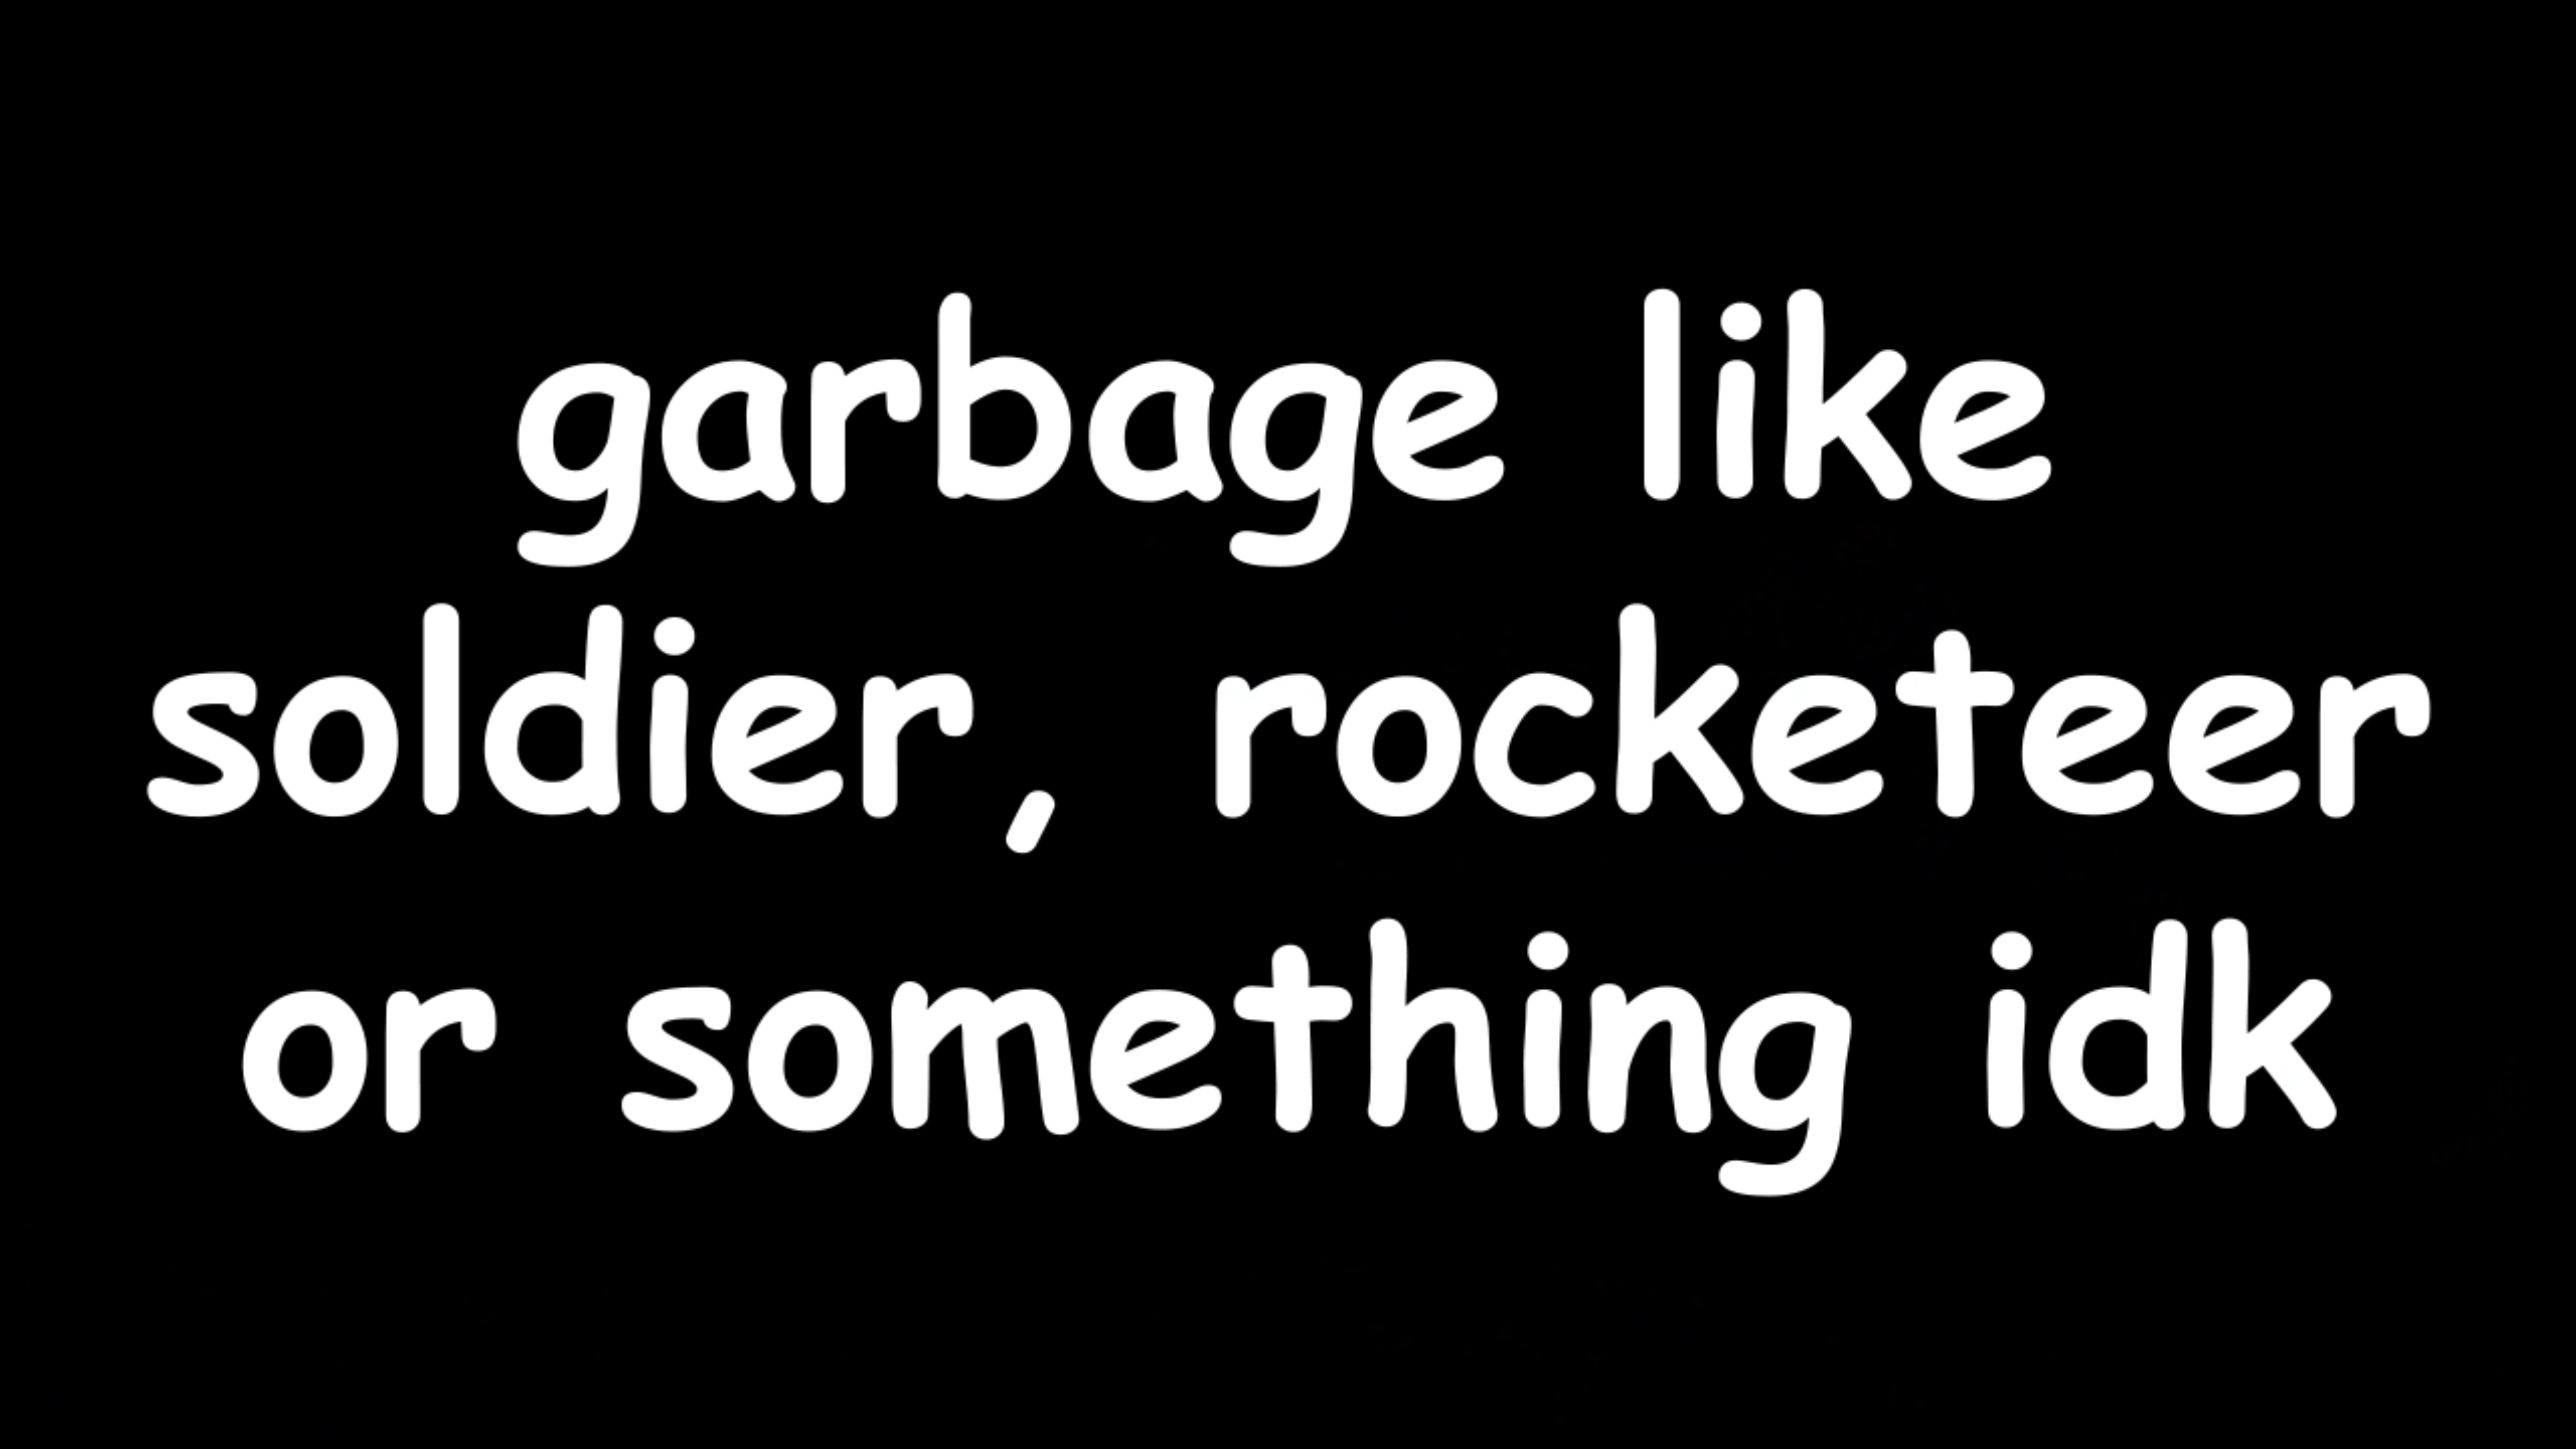 garbage like
soldier, rocketeer
or something idk